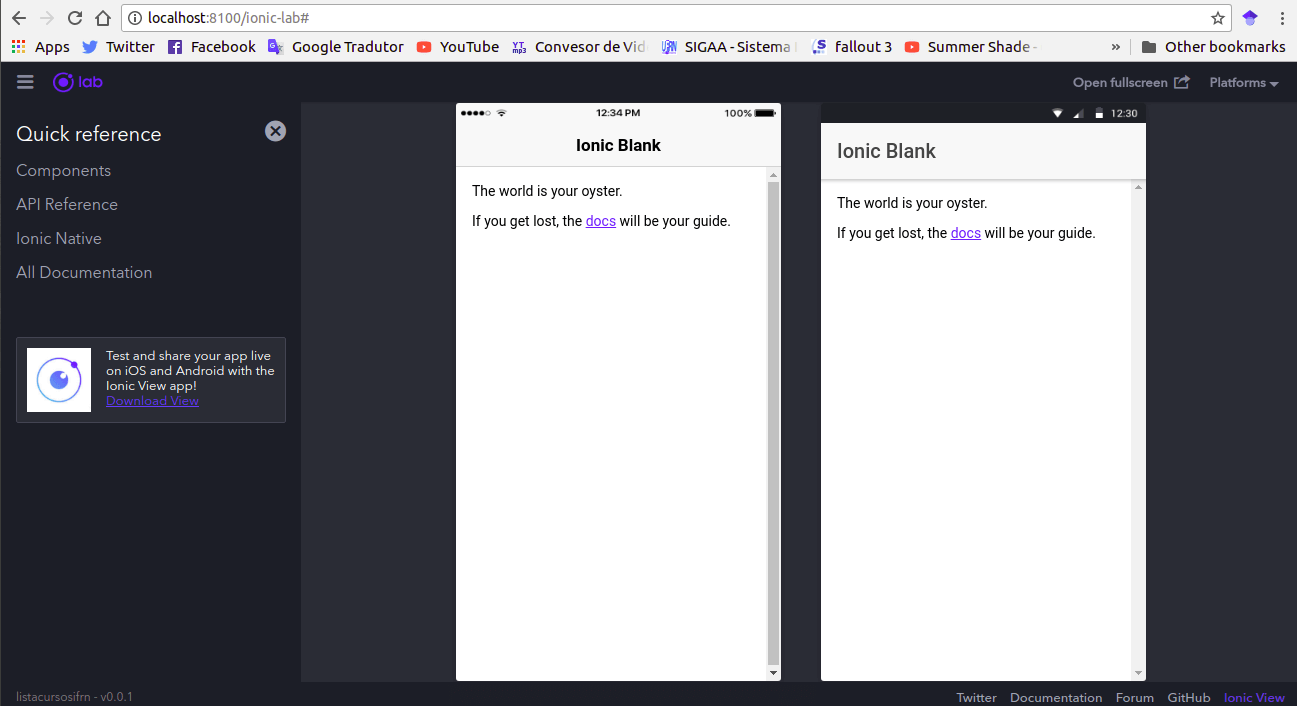 localhost:8100/ionic-lab#
Apps Twitter Facebook Google Tradutor YouTube Convesor de Vid SIGAA - Sistema fallout 3 Summer Shade - » Other bookmarks
lab Open fullscreen Platforms
Quick reference
Components
API Reference
Ionic Native
All Documentation
Test and share your app live
on iOS and Android with the
Ionic View app!
Download View
12:34 PM 100%
Ionic Blank
The world is your oyster.
If you get lost, the docs will be your guide.
12:30
Ionic Blank
The world is your oyster.
If you get lost, the docs will be your guide.
listacursosifrn - v0.0.1
Twitter Documentation Forum GitHub Ionic View